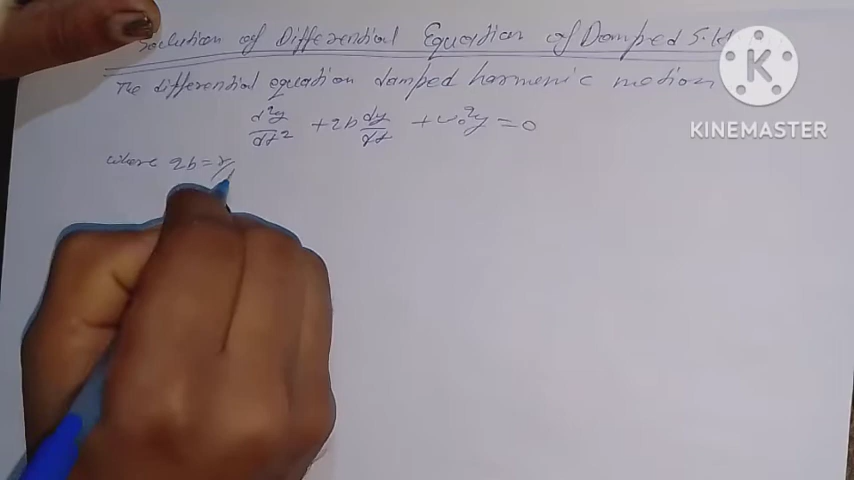 Solution of Differential Equation of Damped S.H
The differential equation damped harmonic motion
d²y/dt² + 2b dy/dt + ω₀²y = 0
where 2b = r/
K
KINEMASTER